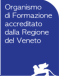 Organismo
di Formazione
accreditato
dalla Regione
del Veneto